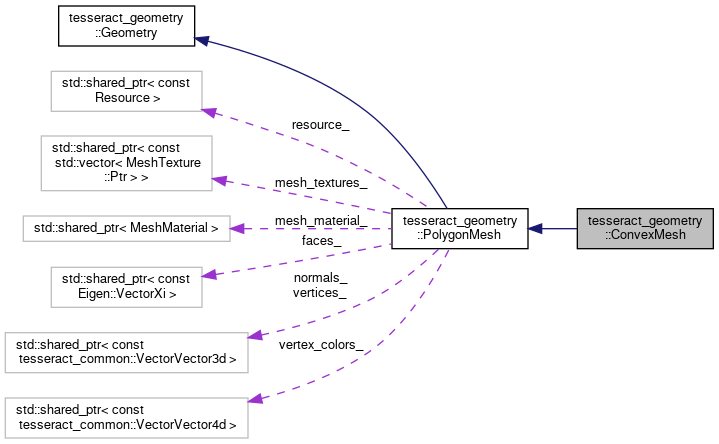 tesseract_geometry
::Geometry
std::shared_ptr< const
Resource >
resource_
std::shared_ptr< const
std::vector< MeshTexture
::Ptr > >
mesh_textures_
std::shared_ptr< MeshMaterial >
mesh_material_
tesseract_geometry
::PolygonMesh
tesseract_geometry
::ConvexMesh
faces_
std::shared_ptr< const
Eigen::VectorXi >
normals_
vertices_
std::shared_ptr< const
tesseract_common::VectorVector3d >
vertex_colors_
std::shared_ptr< const
tesseract_common::VectorVector4d >